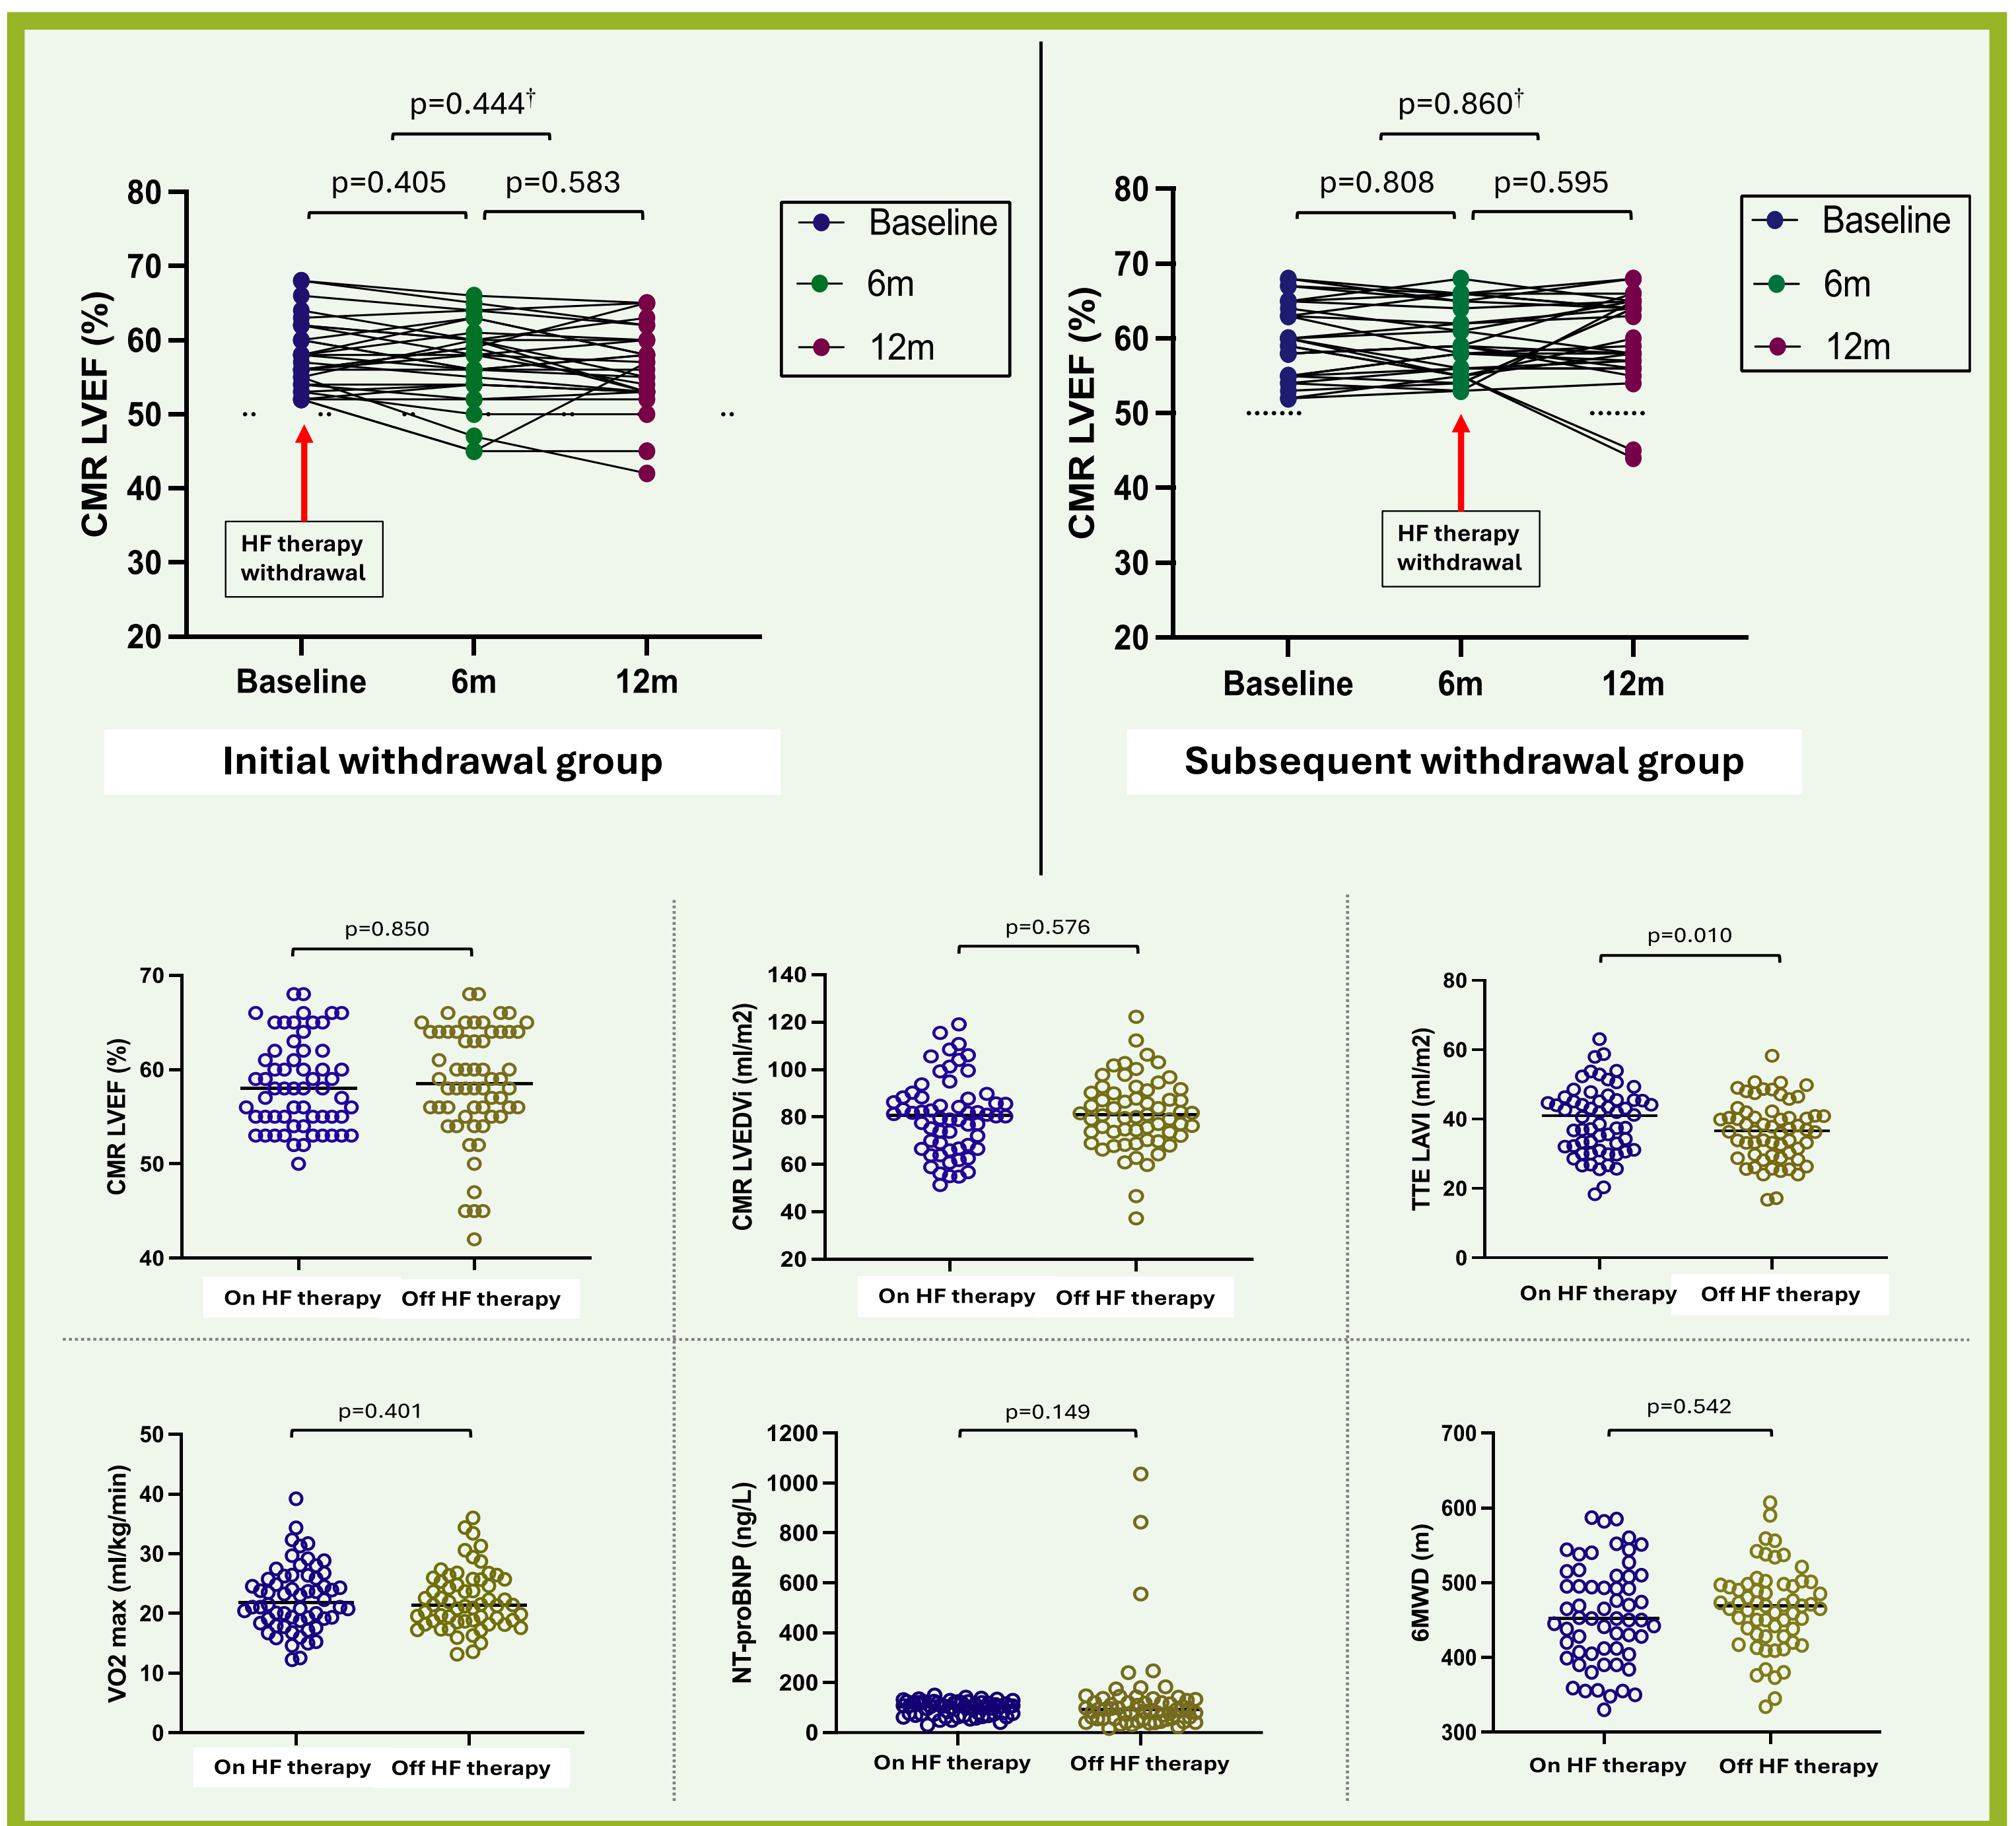 p=0.444†
p=0.405
p=0.583
80
70
60
50
40
30
20
CMR LVEF (%)
Baseline
6m
12m
HF therapy
withdrawal
Baseline
6m
12m
Initial withdrawal group
p=0.860†
p=0.808
p=0.595
80
70
60
50
40
30
20
CMR LVEF (%)
Baseline
6m
12m
HF therapy
withdrawal
Baseline
6m
12m
Subsequent withdrawal group
p=0.850
70
60
50
40
CMR LVEF (%)
On HF therapy
Off HF therapy
p=0.576
140
120
100
80
60
40
20
CMR LVEDVi (ml/m2)
On HF therapy
Off HF therapy
p=0.010
80
60
40
20
0
TTE LAVI (ml/m2)
On HF therapy
Off HF therapy
p=0.401
50
40
30
20
10
0
VO2 max (ml/kg/min)
On HF therapy
Off HF therapy
p=0.149
1200
1000
800
600
400
200
0
NT-proBNP (ng/L)
On HF therapy
Off HF therapy
p=0.542
700
600
500
400
300
6MWD (m)
On HF therapy
Off HF therapy